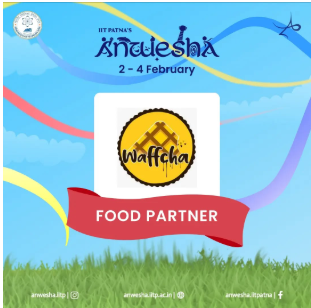 IIT PATNA'S
anwesha
2 - 4 February
Waffcha
FOOD PARTNER
anwesha.iitp |
anwesha.iitp.ac.in |
anwesha.iitpatna |